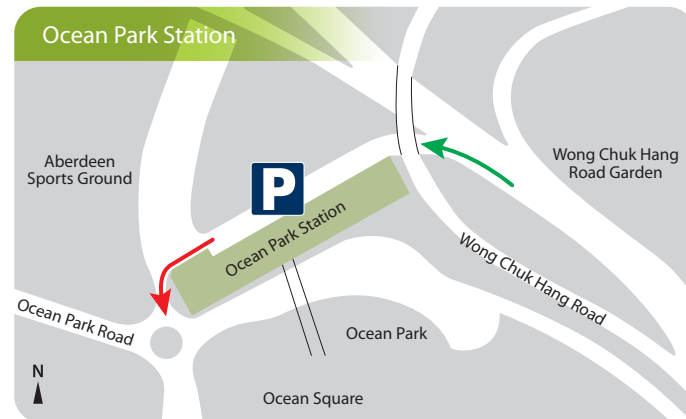 Ocean Park Station
Aberdeen
Sports Ground
P
Wong Chuk Hang
Road Garden
Ocean Park Station
Wong Chuk Hang Road
Ocean Park Road
Ocean Park
N
Ocean Square